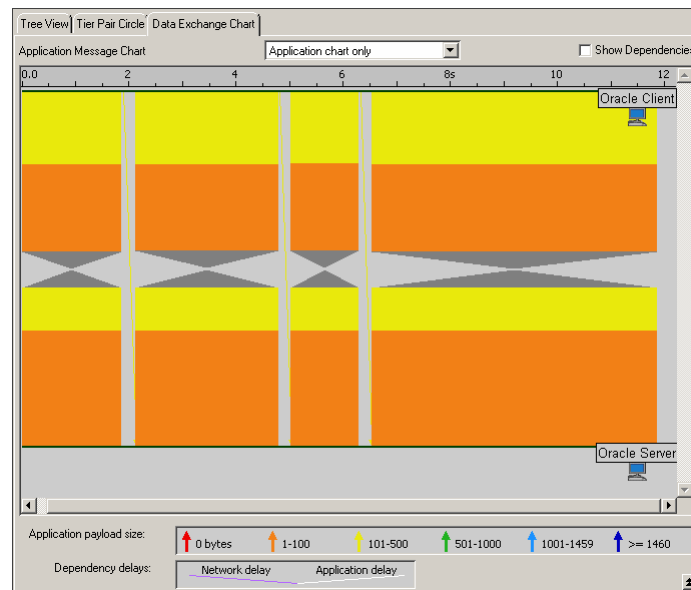 Tree View Tier Pair Circle Data Exchange Chart
Application Message Chart Application chart only Show Dependencies
0.0 2 4 6 8s 10 12
Oracle Client
Oracle Server
Application payload size: 0 bytes 1-100 101-500 501-1000 1001-1459 >= 1460
Dependency delays: Network delay Application delay